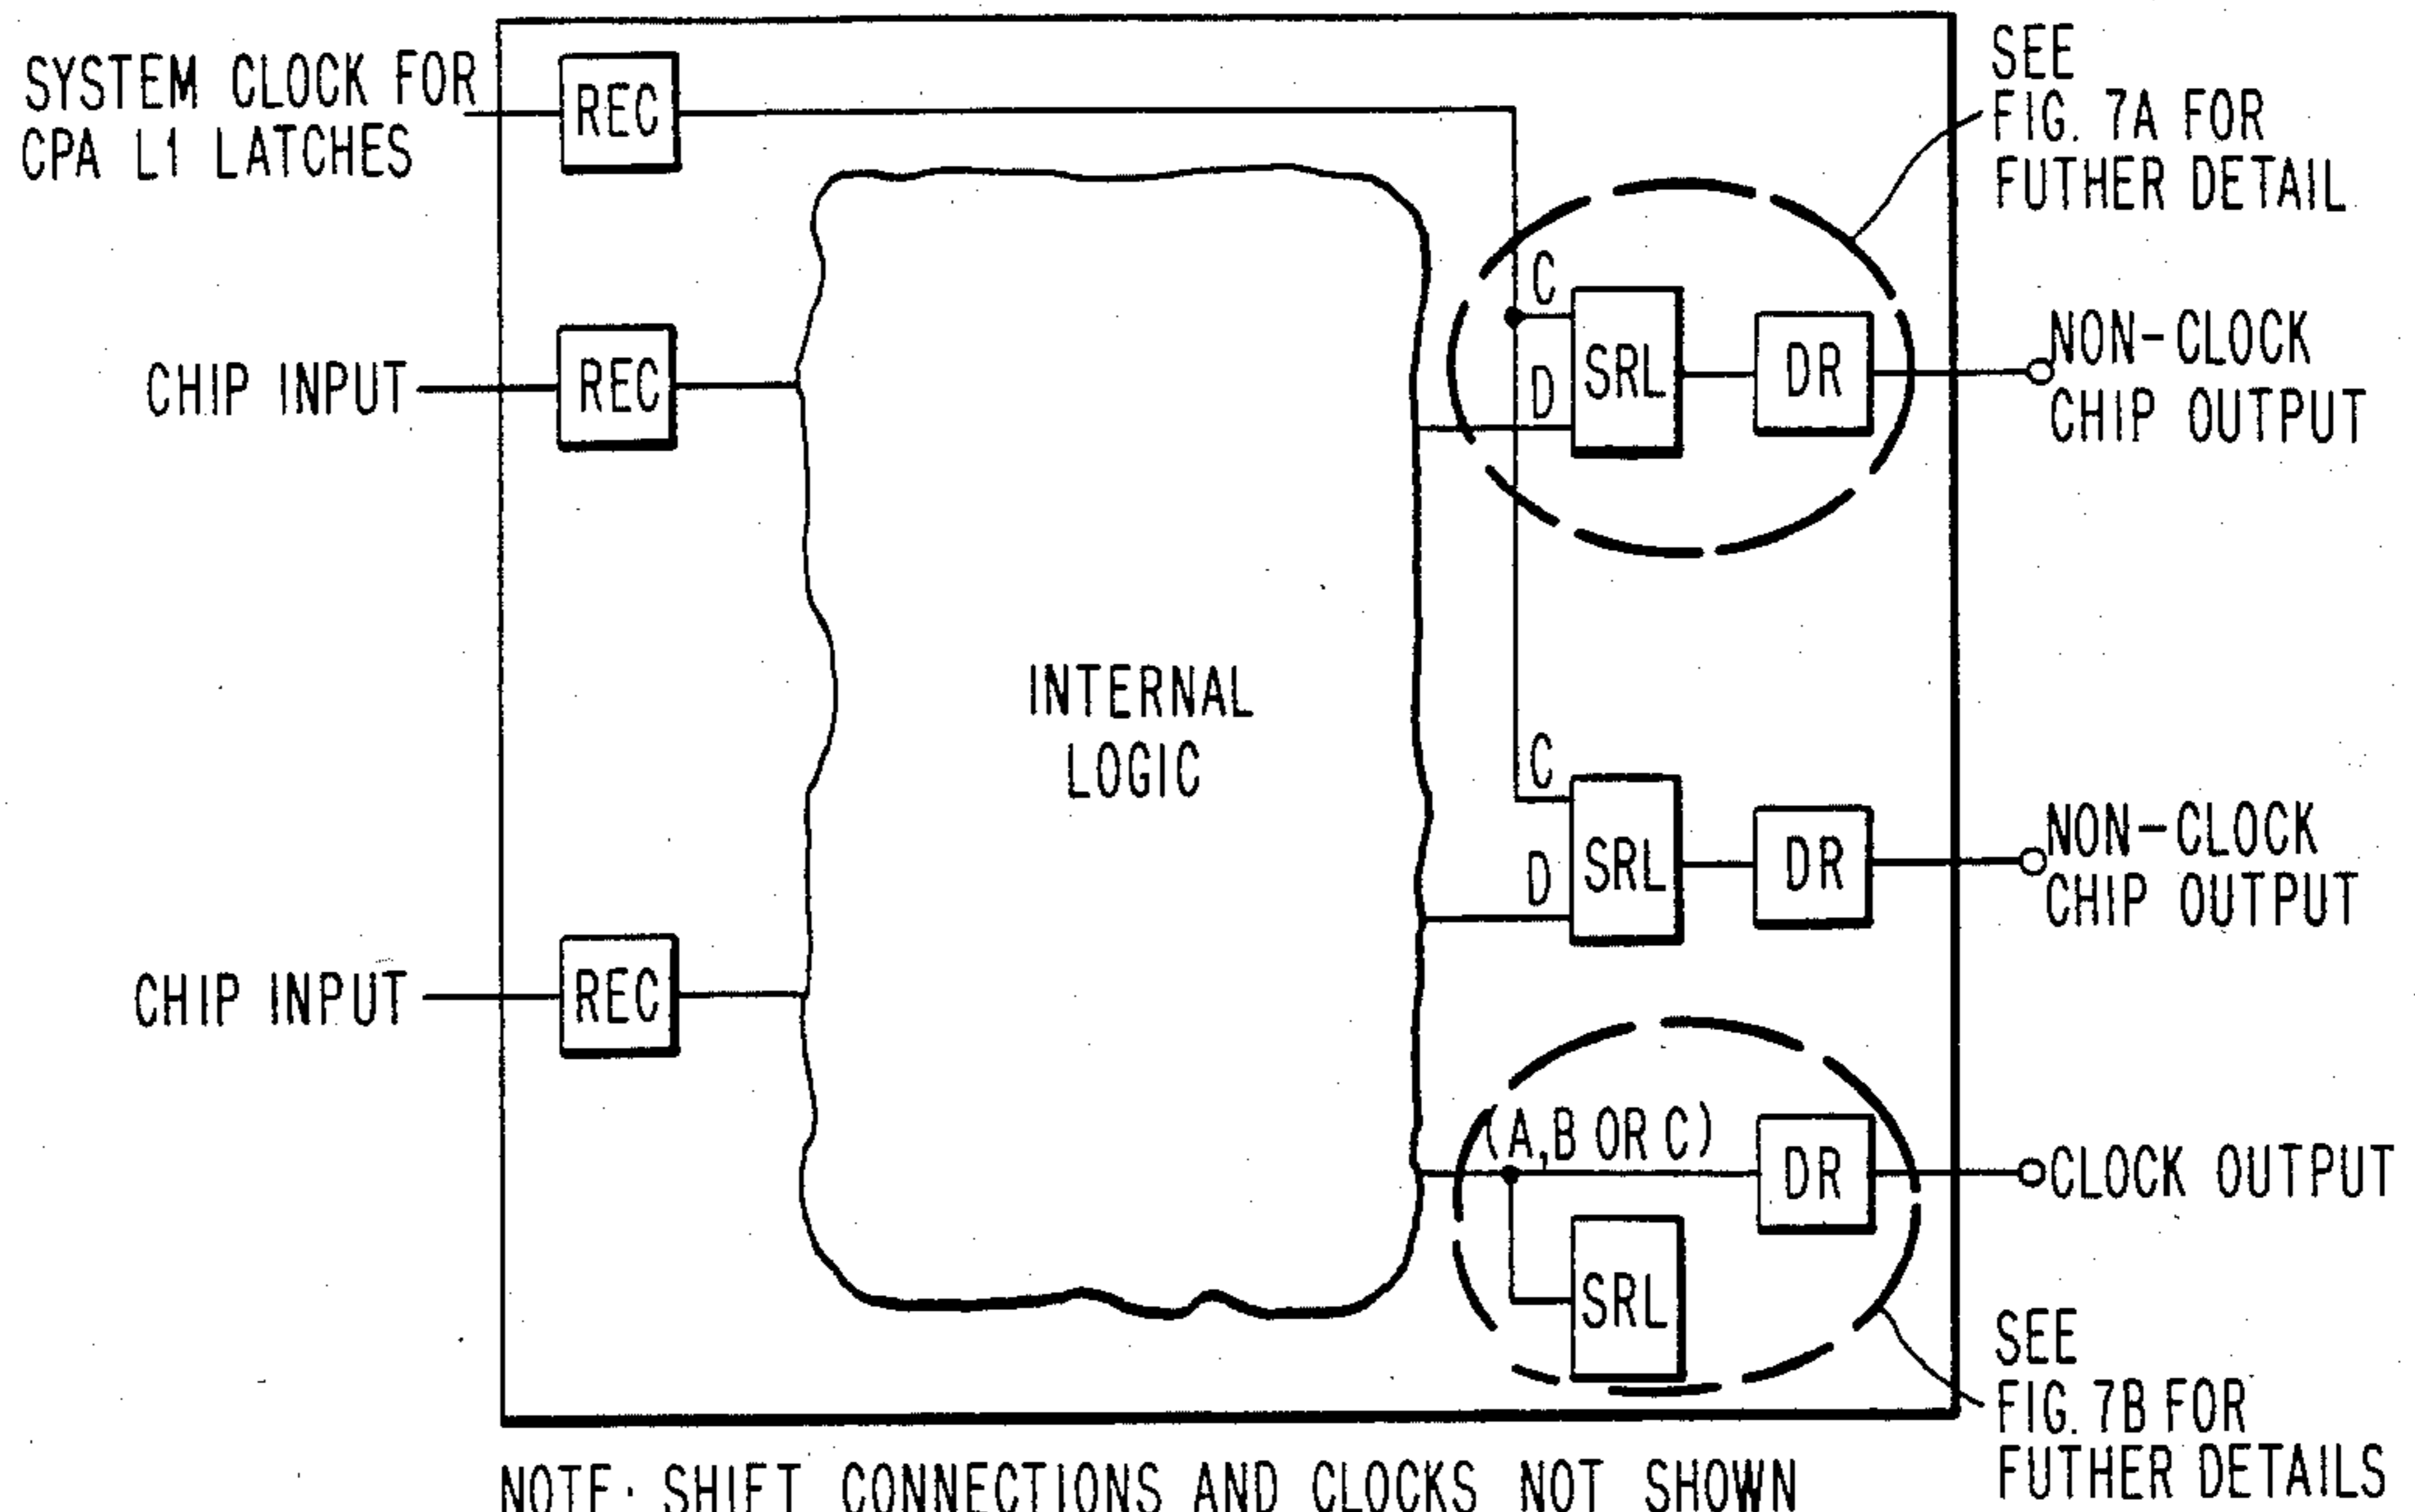 SYSTEM CLOCK FOR
CPA L1 LATCHES
REC
SEE
FIG. 7A FOR
FUTHER DETAIL
CHIP INPUT
REC
C
D
SRL
DR
NON-CLOCK
CHIP OUTPUT
INTERNAL
LOGIC
C
D
SRL
DR
NON-CLOCK
CHIP OUTPUT
CHIP INPUT
REC
(A,B OR C)
DR
CLOCK OUTPUT
SRL
SEE
FIG. 7B FOR
FUTHER DETAILS
NOTE: SHIFT CONNECTIONS AND CLOCKS NOT SHOWN